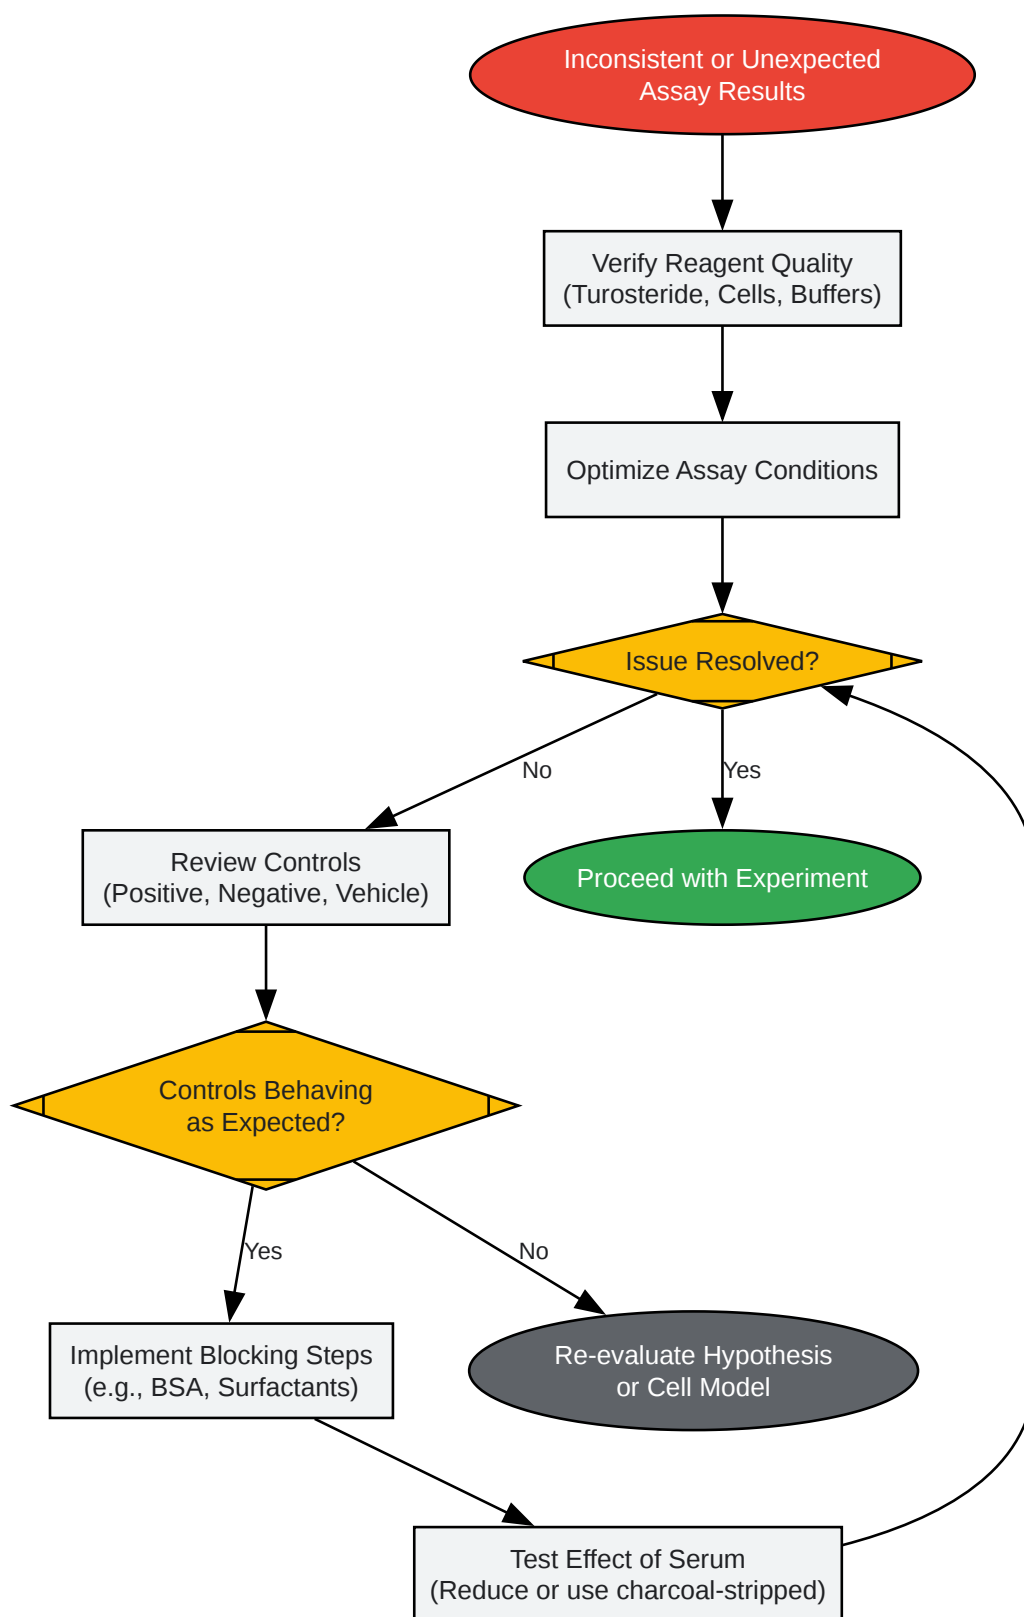 Inconsistent or Unexpected
Assay Results
Verify Reagent Quality
(Turosteride, Cells, Buffers)
Optimize Assay Conditions
Issue Resolved?
No
Yes
Review Controls
(Positive, Negative, Vehicle)
Proceed with Experiment
Controls Behaving
as Expected?
Yes
No
Implement Blocking Steps
(e.g., BSA, Surfactants)
Re-evaluate Hypothesis
or Cell Model
Test Effect of Serum
(Reduce or use charcoal-stripped)